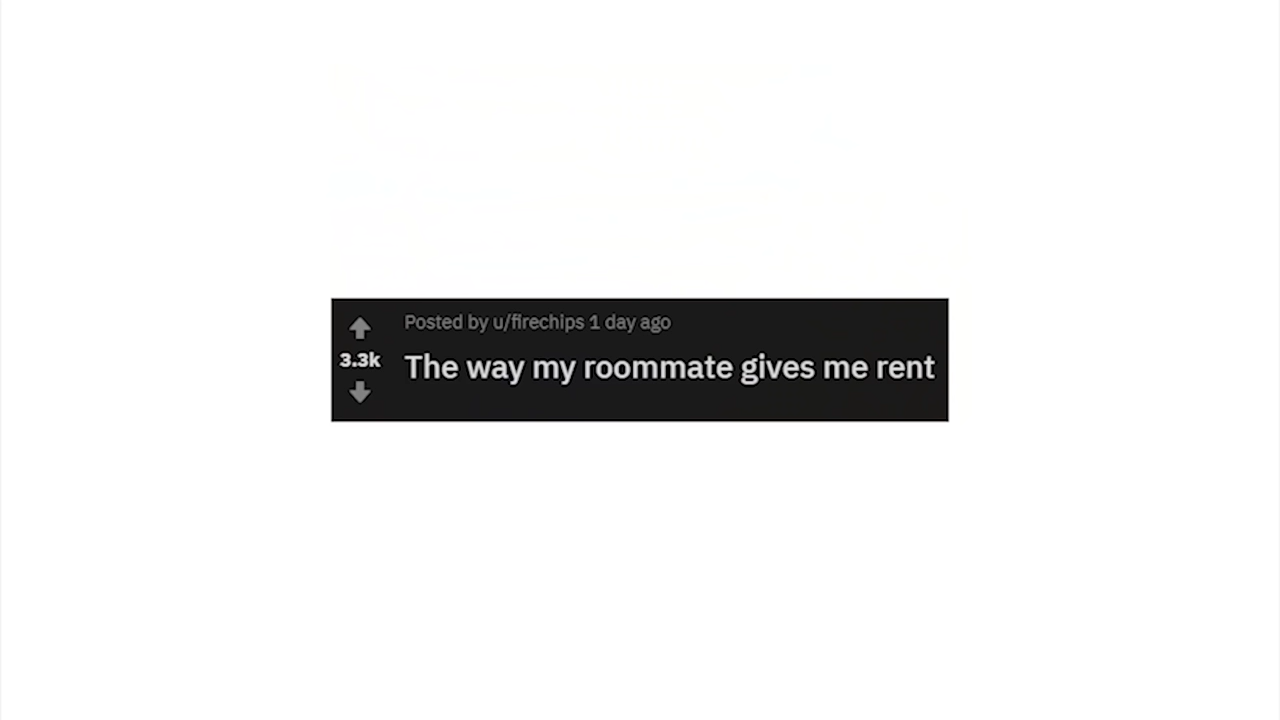 Posted by u/firechips 1 day ago
3.3k
The way my roommate gives me rent